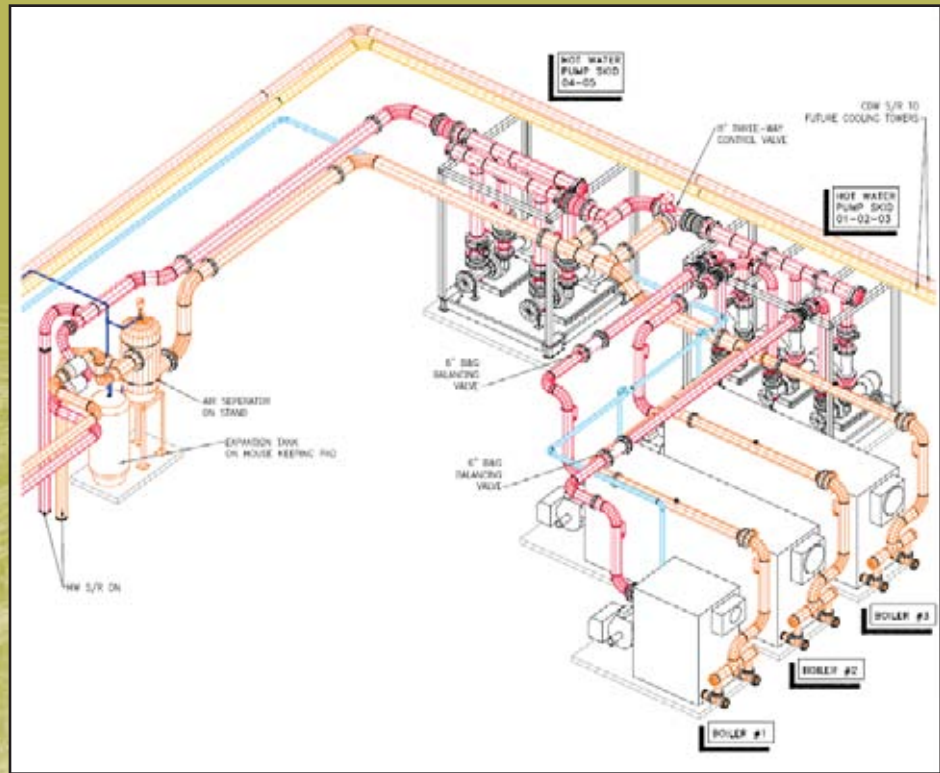 HOT WATER
PUMP SKID
04-05
CDW S/R TO
FUTURE COOLING TOWERS
THREE-WAY
CONTROL VALVE
HOT WATER
PUMP SKID
01-02-03
B&G
BALANCING
VALVE
AIR SEPERATOR
ON STAND
EXPANSION TANK
ON HOUSE KEEPING PAD
6" B&G
BALANCING
VALVE
HW S/R DN
BOILER #3
BOILER #2
BOILER #1